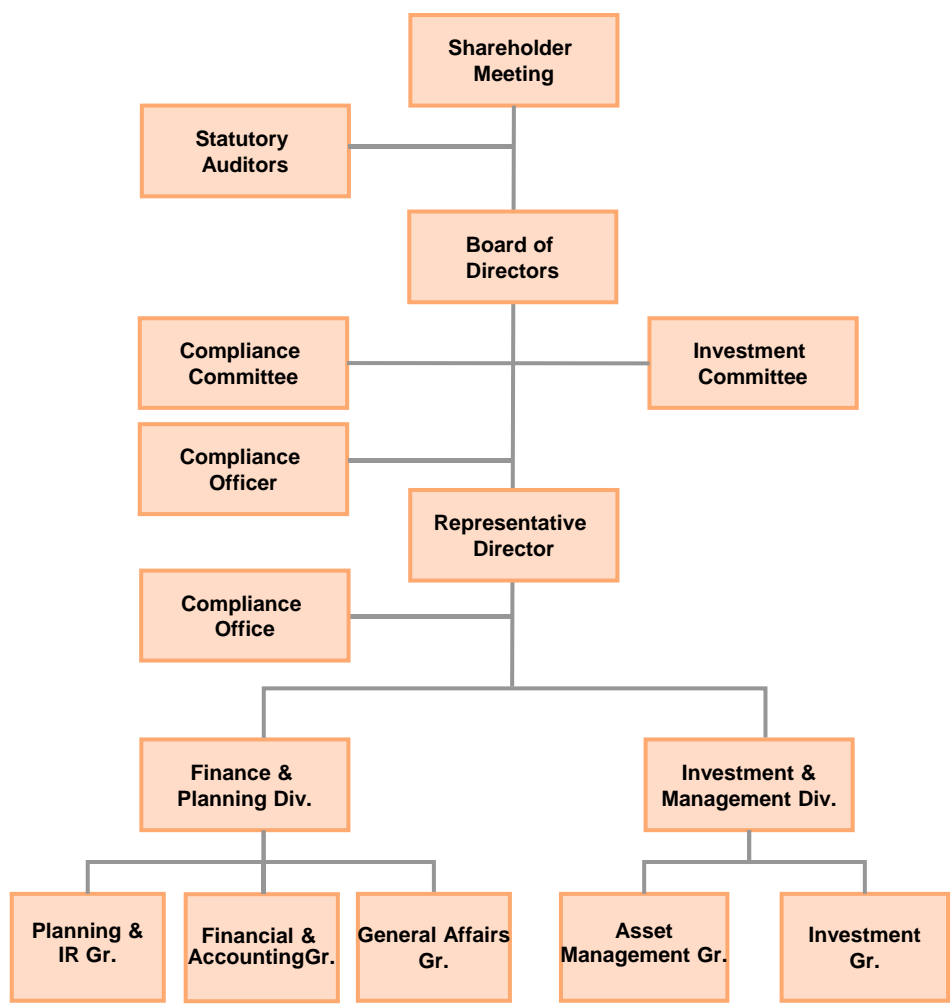 Shareholder
Meeting
Statutory
Auditors
Board of
Directors
Compliance
Committee
Investment
Committee
Compliance
Officer
Representative
Director
Compliance
Office
Finance &
Planning Div.
Investment &
Management Div.
Planning &
IR Gr.
Financial &
AccountingGr.
General Affairs
Gr.
Asset
Management Gr.
Investment
Gr.